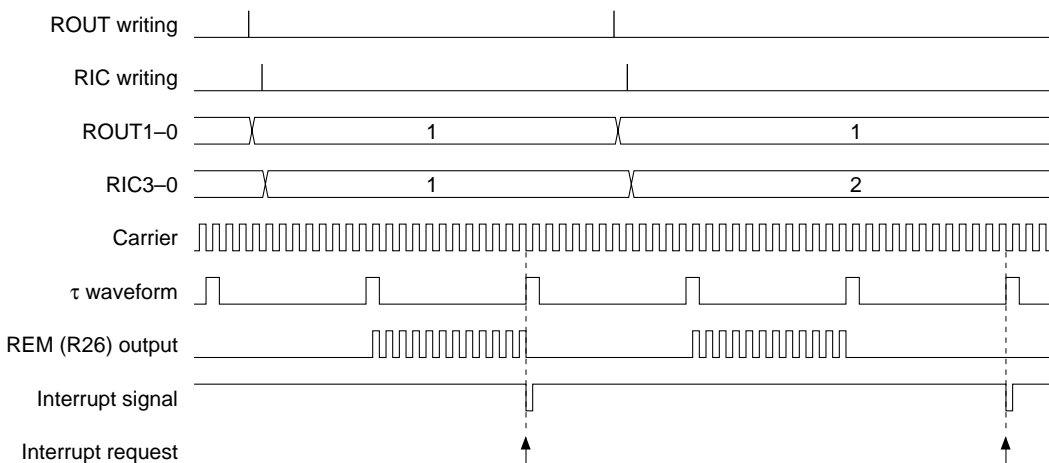 ROUT writing
RIC writing
ROUT1–0 1 1
RIC3–0 1 2
Carrier
τ waveform
REM (R26) output
Interrupt signal
Interrupt request